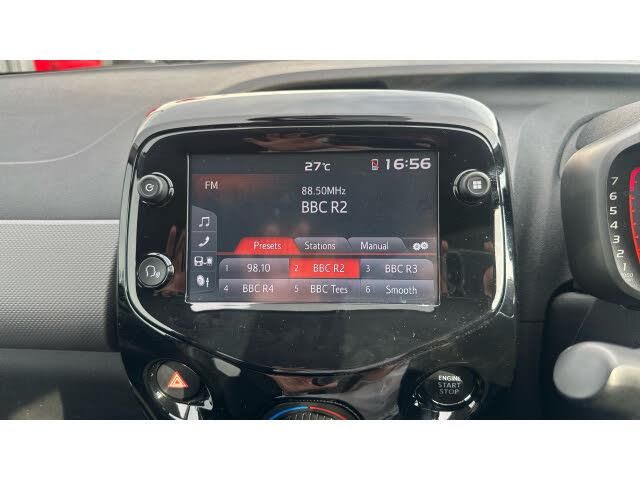 27°C 16:56
FM
88.50MHz
BBC R2
Presets Stations Manual
1 98.10 2 BBC R2 3 BBC R3
4 BBC R4 5 BBC Tees 6 Smooth
ENGINE
START
STOP
7
6
5
4
3
2
1